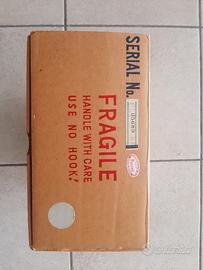 SERIAL No.
FRAGILE
HANDLE WITH CARE
USE NO HOOK!